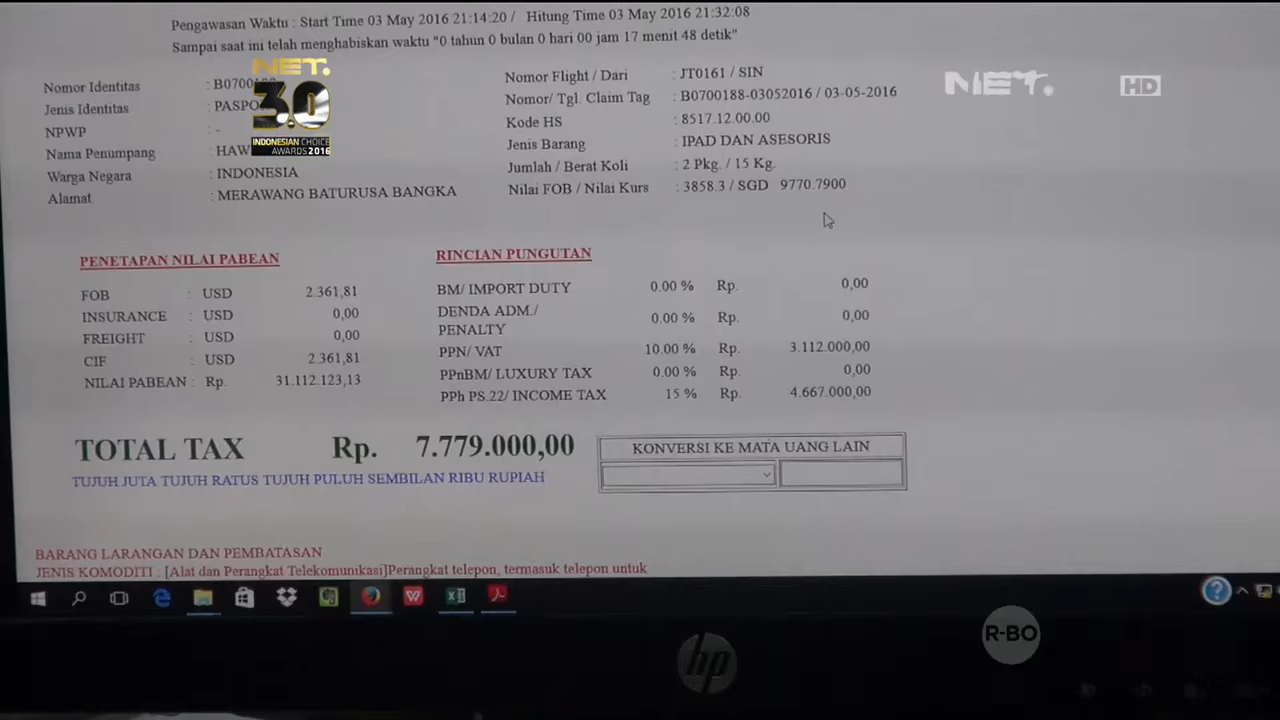 Pengawasan Waktu : Start Time 03 May 2016 21:14:20 / Hitung Time 03 May 2016 21:32:08
Sampai saat ini telah menghabiskan waktu "0 tahun 0 bulan 0 hari 00 jam 17 menit 48 detik"
Nomor Identitas : B0700188
Jenis Identitas : PASPO
NPWP : -
Nama Penumpang : HAW
Warga Negara : INDONESIA
Alamat : MERAWANG BATURUSA BANGKA
Nomor Flight / Dari : JT0161 / SIN
Nomor/ Tgl. Claim Tag : B0700188-03052016 / 03-05-2016
Kode HS : 8517.12.00.00
Jenis Barang : IPAD DAN ASESORIS
Jumlah / Berat Koli : 2 Pkg. / 15 Kg.
Nilai FOB / Nilai Kurs : 3858.3 / SGD 9770.7900
NET.
3.0
INDONESIAN CHOICE
AWARDS 2016
NET.
HD
PENETAPAN NILAI PABEAN
FOB : USD 2.361,81
INSURANCE : USD 0,00
FREIGHT : USD 0,00
CIF : USD 2.361,81
NILAI PABEAN : Rp. 31.112.123,13
RINCIAN PUNGUTAN
BM/ IMPORT DUTY 0.00 % Rp. 0,00
DENDA ADM./
PENALTY 0.00 % Rp. 0,00
PPN/ VAT 10.00 % Rp. 3.112.000,00
PPnBM/ LUXURY TAX 0.00 % Rp. 0,00
PPh PS.22/ INCOME TAX 15 % Rp. 4.667.000,00
TOTAL TAX Rp. 7.779.000,00
TUJUH JUTA TUJUH RATUS TUJUH PULUH SEMBILAN RIBU RUPIAH
KONVERSI KE MATA UANG LAIN
BARANG LARANGAN DAN PEMBATASAN
JENIS KOMODITI : [Alat dan Perangkat Telekomunikasi]Perangkat telepon, termasuk telepon untuk
R-BO
hp